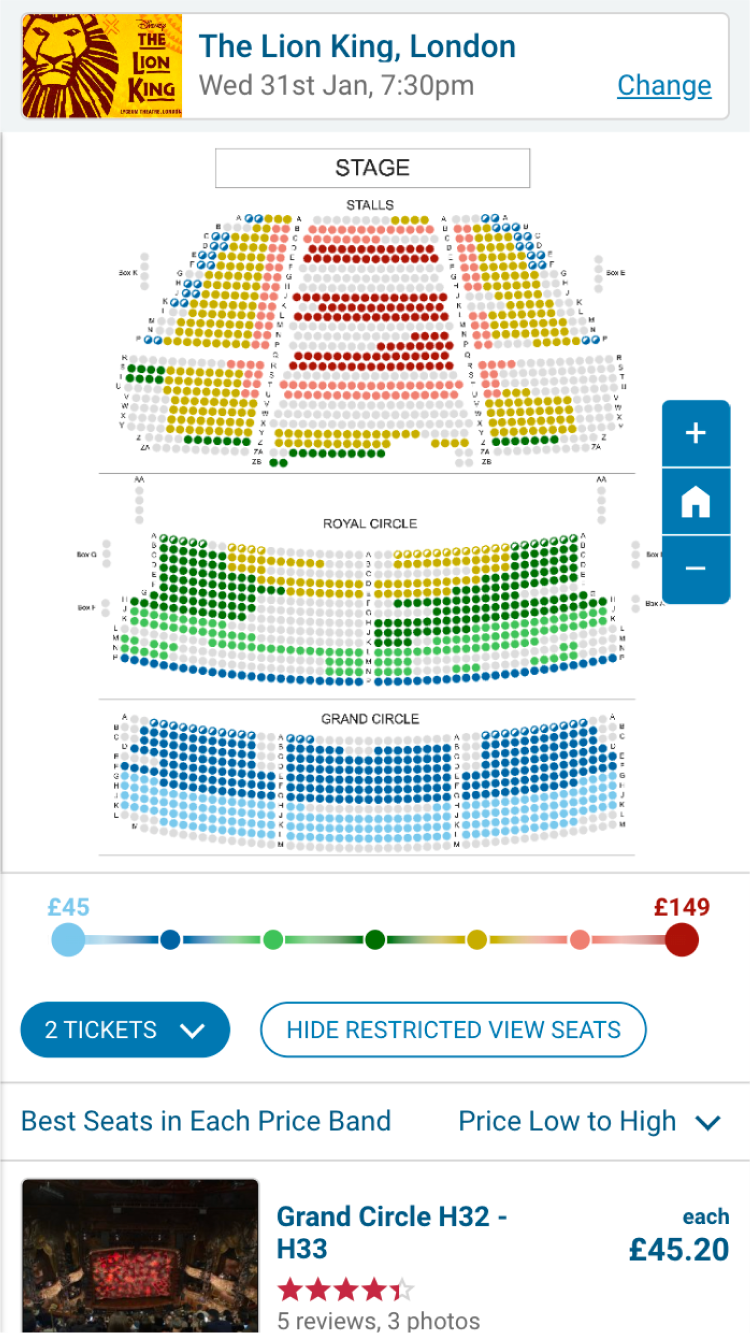 Disney
THE
LION
KING
LYCEUM THEATRE, LONDON
The Lion King, London
Wed 31st Jan, 7:30pm
Change
STAGE
STALLS
Box K
Box E
AA
AA
ROYAL CIRCLE
Box G
Box F
GRAND CIRCLE
+
−
£45
£149
2 TICKETS
HIDE RESTRICTED VIEW SEATS
Best Seats in Each Price Band
Price Low to High
Grand Circle H32 -
H33
each
£45.20
5 reviews, 3 photos